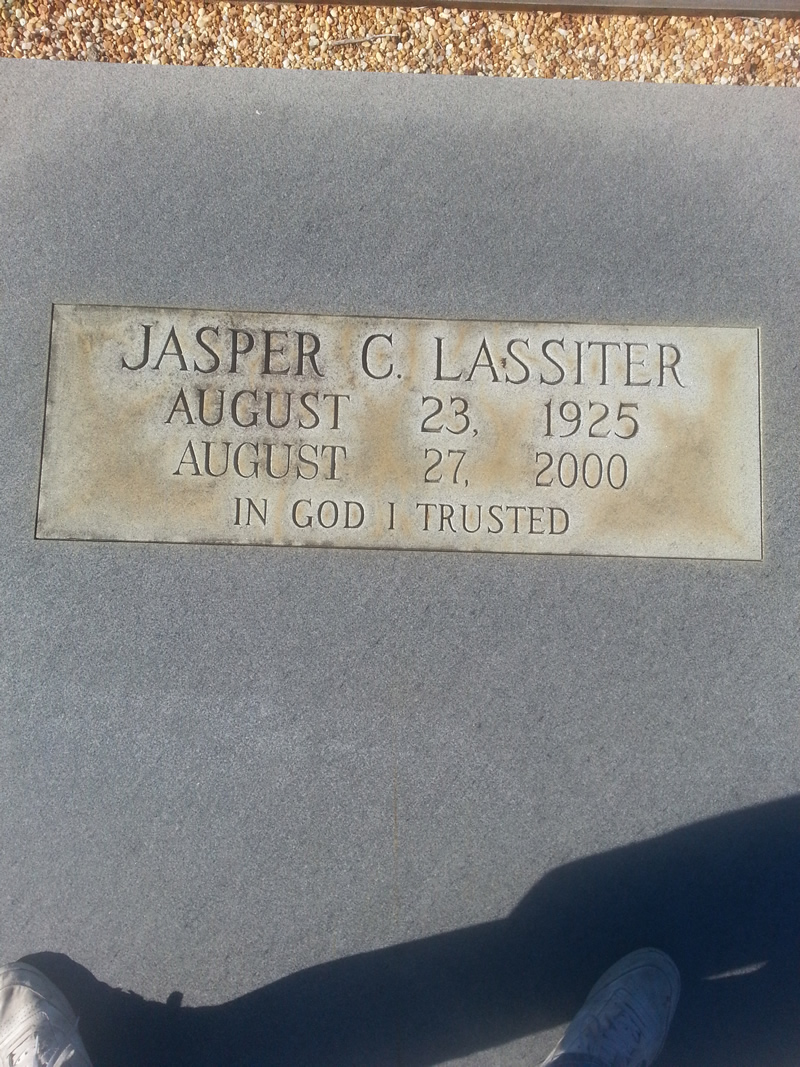 JASPER C. LASSITER
AUGUST 23, 1925
AUGUST 27, 2000
IN GOD I TRUSTED